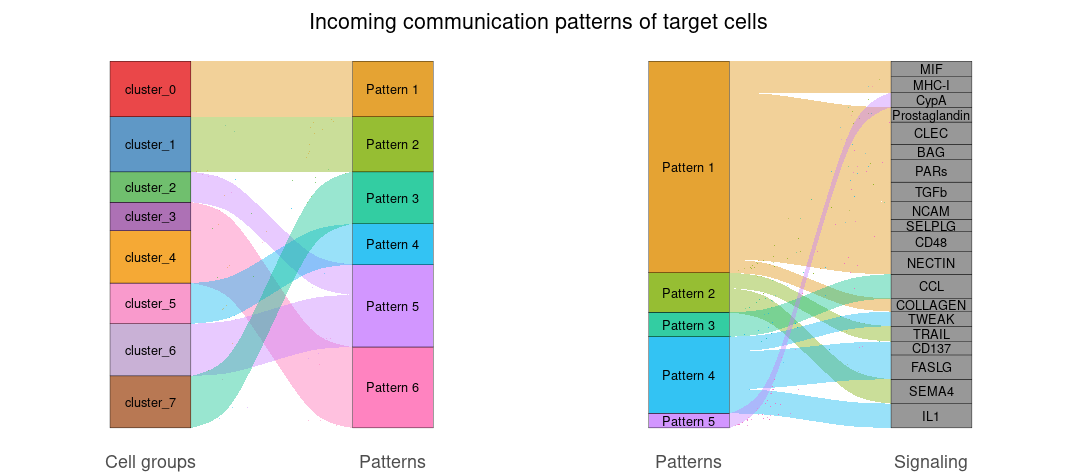 Incoming communication patterns of target cells
cluster_0
cluster_1
cluster_2
cluster_3
cluster_4
cluster_5
cluster_6
cluster_7
Pattern 1
Pattern 2
Pattern 3
Pattern 4
Pattern 5
Pattern 6
Cell groups
Patterns
Pattern 1
Pattern 2
Pattern 3
Pattern 4
Pattern 5
MIF
MHC-I
CypA
Prostaglandin
CLEC
BAG
PARs
TGFb
NCAM
SELPLG
CD48
NECTIN
CCL
COLLAGEN
TWEAK
TRAIL
CD137
FASLG
SEMA4
IL1
Patterns
Signaling